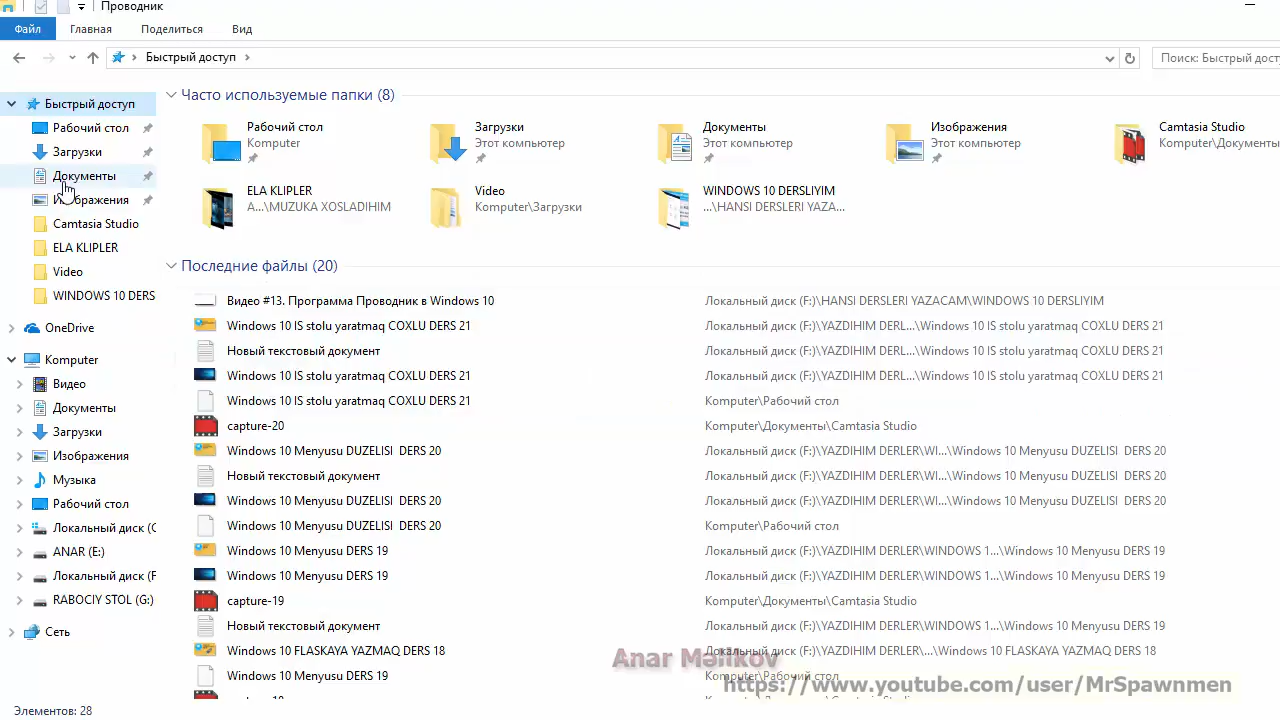 Проводник
Файл Главная Поделиться Вид
Быстрый доступ
Поиск: Быстрый дост
Быстрый доступ
Рабочий стол
Загрузки
Документы
Изображения
Camtasia Studio
ELA KLIPLER
Video
WINDOWS 10 DERS
OneDrive
Komputer
Видео
Документы
Загрузки
Изображения
Музыка
Рабочий стол
Локальный диск (C
ANAR (E:)
Локальный диск (F
RABOCIY STOL (G:)
Сеть
Часто используемые папки (8)
Рабочий стол
Komputer
Загрузки
Этот компьютер
Документы
Этот компьютер
Изображения
Этот компьютер
Camtasia Studio
Komputer\Документы
ELA KLIPLER
A...\MUZUKA XOSLADIHIM
Video
Komputer\Загрузки
WINDOWS 10 DERSLIYIM
...\HANSI DERSLERI YAZA...
Последние файлы (20)
Видео #13. Программа Проводник в Windows 10 Локальный диск (F:)\HANSI DERSLERI YAZACAM\WINDOWS 10 DERSLIYIM
Windows 10 IS stolu yaratmaq COXLU DERS 21 Локальный диск (F:)\YAZDIHIM DERL...\Windows 10 IS stolu yaratmaq COXLU DERS 21
Новый текстовый документ Локальный диск (F:)\YAZDIHIM DERL...\Windows 10 IS stolu yaratmaq COXLU DERS 21
Windows 10 IS stolu yaratmaq COXLU DERS 21 Локальный диск (F:)\YAZDIHIM DERL...\Windows 10 IS stolu yaratmaq COXLU DERS 21
Windows 10 IS stolu yaratmaq COXLU DERS 21 Komputer\Рабочий стол
capture-20 Komputer\Документы\Camtasia Studio
Windows 10 Menyusu DUZELISI DERS 20 Локальный диск (F:)\YAZDIHIM DERLER\WI...\Windows 10 Menyusu DUZELISI DERS 20
Новый текстовый документ Локальный диск (F:)\YAZDIHIM DERLER\WI...\Windows 10 Menyusu DUZELISI DERS 20
Windows 10 Menyusu DUZELISI DERS 20 Локальный диск (F:)\YAZDIHIM DERLER\WI...\Windows 10 Menyusu DUZELISI DERS 20
Windows 10 Menyusu DUZELISI DERS 20 Komputer\Рабочий стол
Windows 10 Menyusu DERS 19 Локальный диск (F:)\YAZDIHIM DERLER\WINDOWS 1...\Windows 10 Menyusu DERS 19
Windows 10 Menyusu DERS 19 Локальный диск (F:)\YAZDIHIM DERLER\WINDOWS 1...\Windows 10 Menyusu DERS 19
capture-19 Komputer\Документы\Camtasia Studio
Новый текстовый документ Локальный диск (F:)\YAZDIHIM DERLER\WINDOWS 1...\Windows 10 Menyusu DERS 19
Windows 10 FLASKAYA YAZMAQ DERS 18 Локальный диск (F:)\YAZDIHIM DERLER\...\Windows 10 FLASKAYA YAZMAQ DERS 18
Windows 10 Menyusu DERS 19 Komputer\Рабочий стол
Anar Məlikov
https://www.youtube.com/user/MrSpawnmen
Элементов: 28